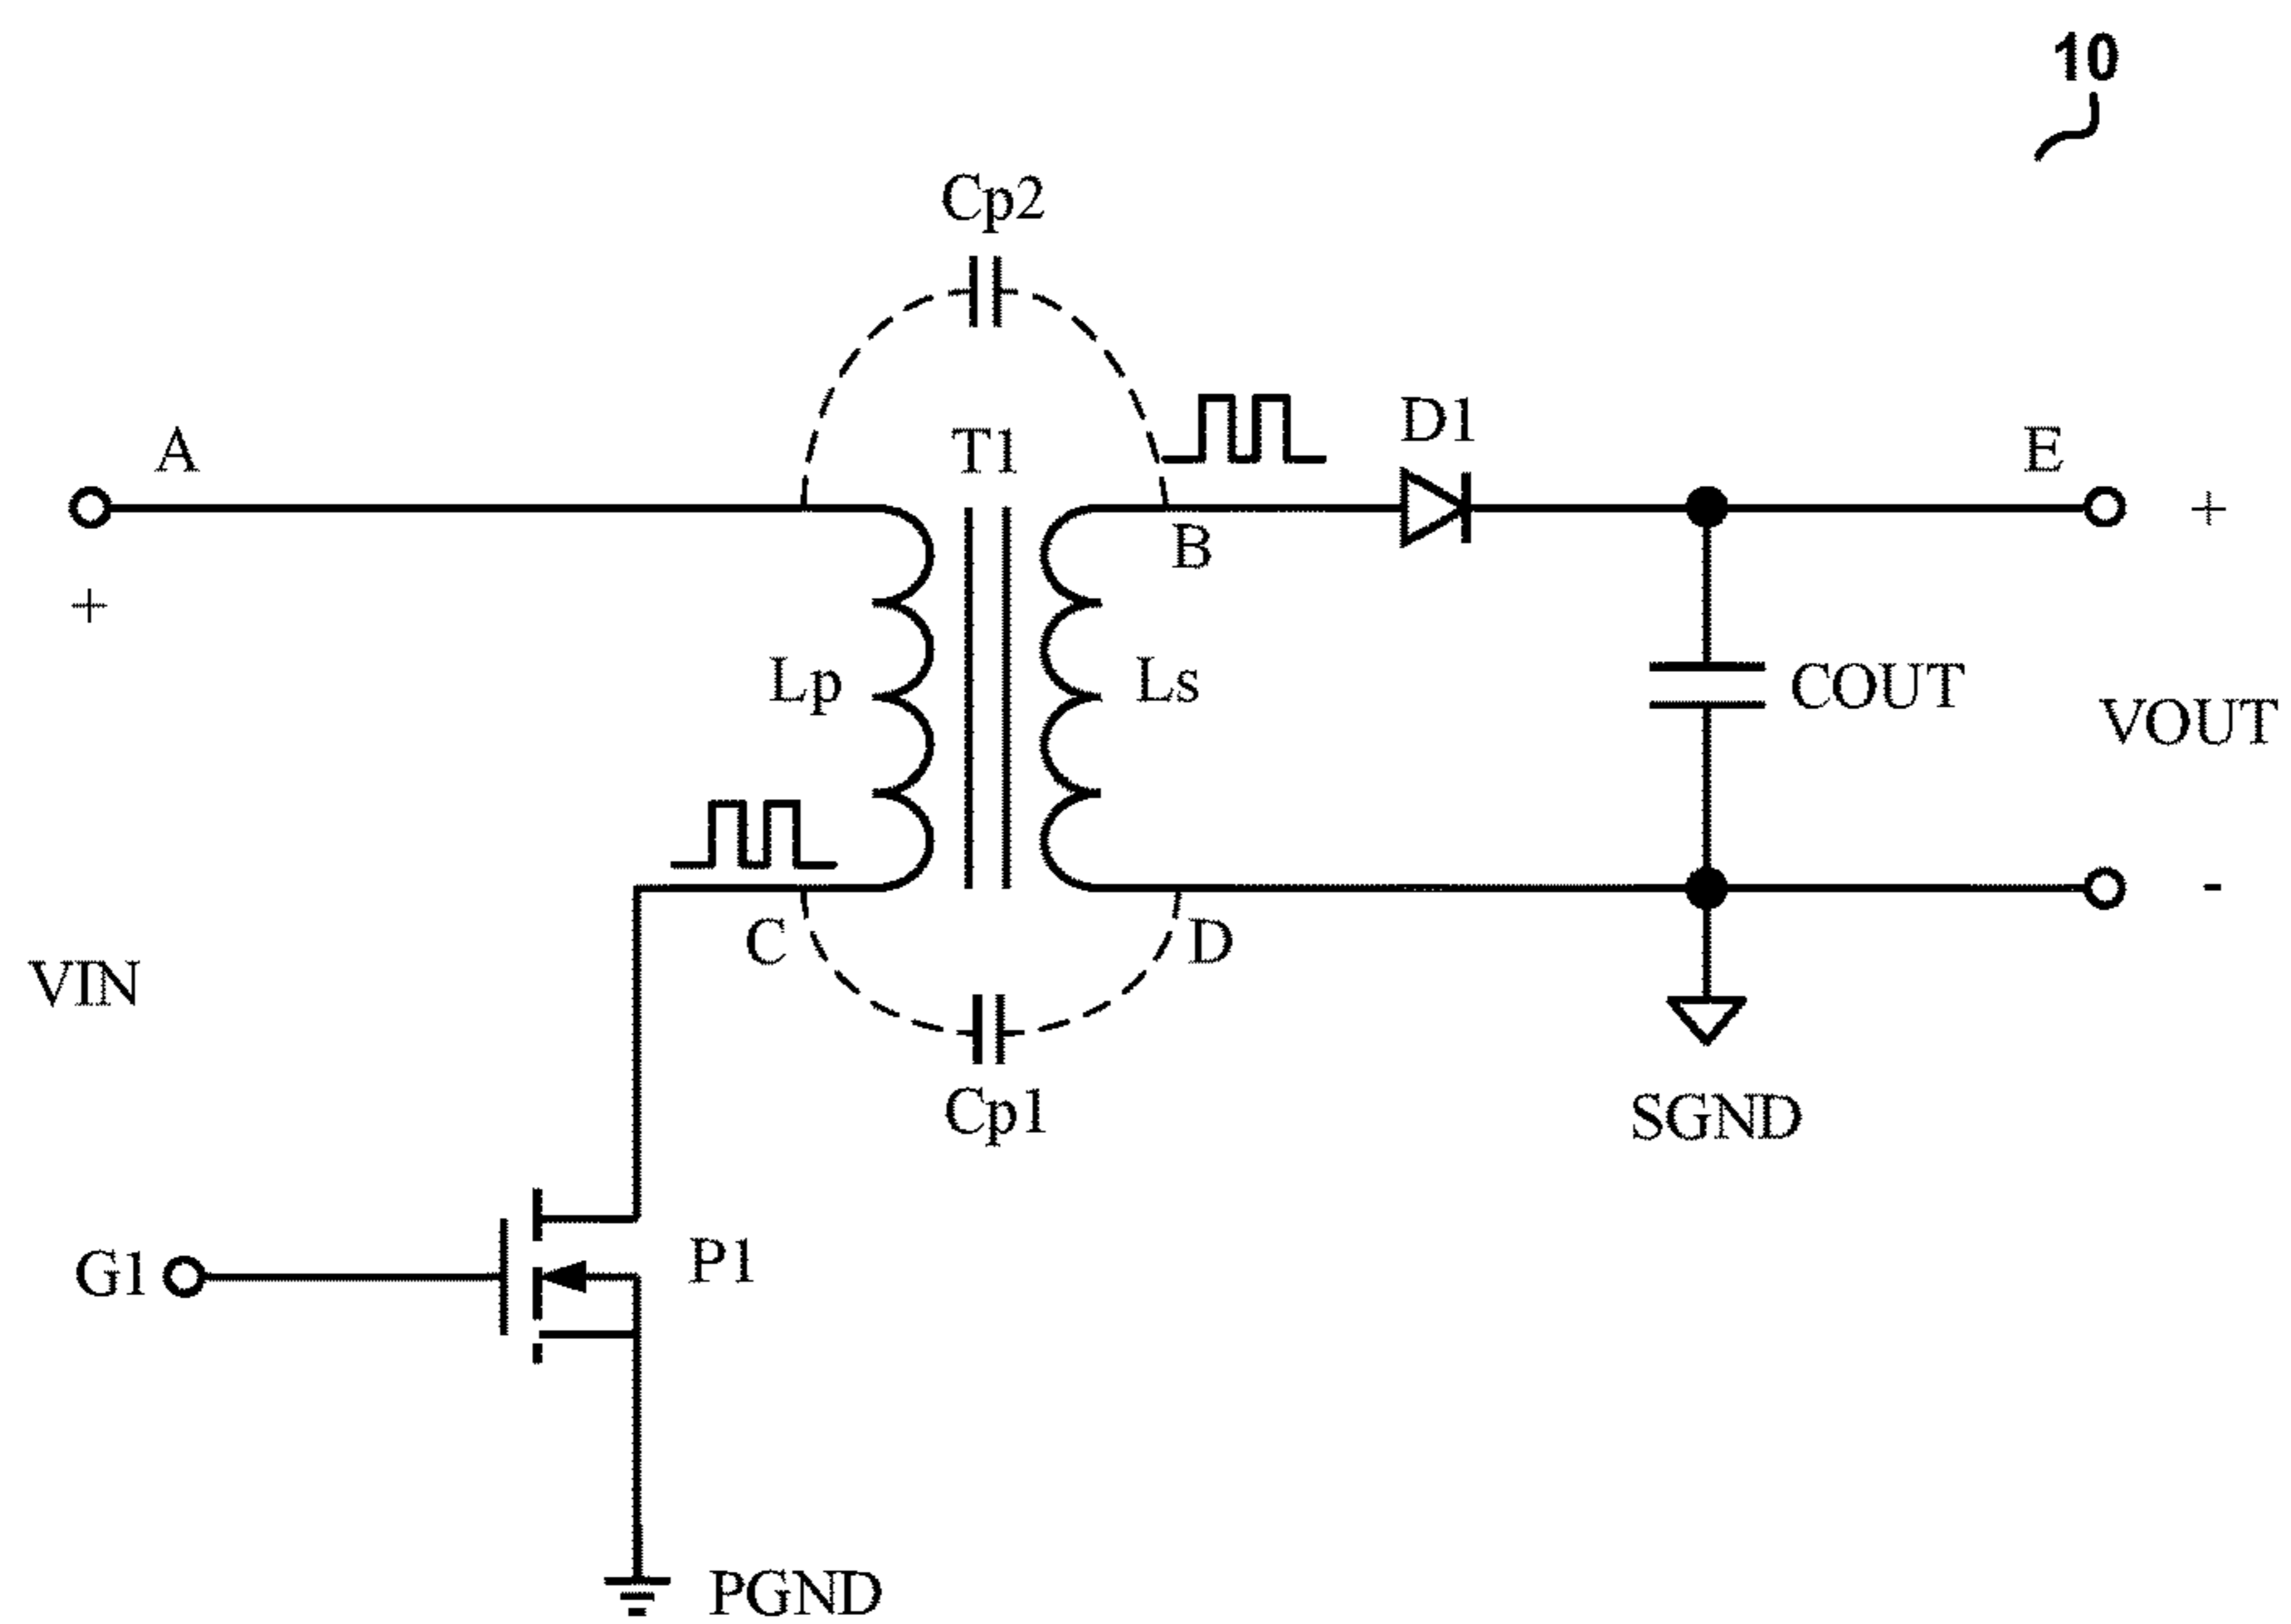 10
Cp2
A
T1
D1
E
+
B
+
Lp
Ls
COUT
VOUT
-
C
D
VIN
Cp1
SGND
G1
P1
PGND